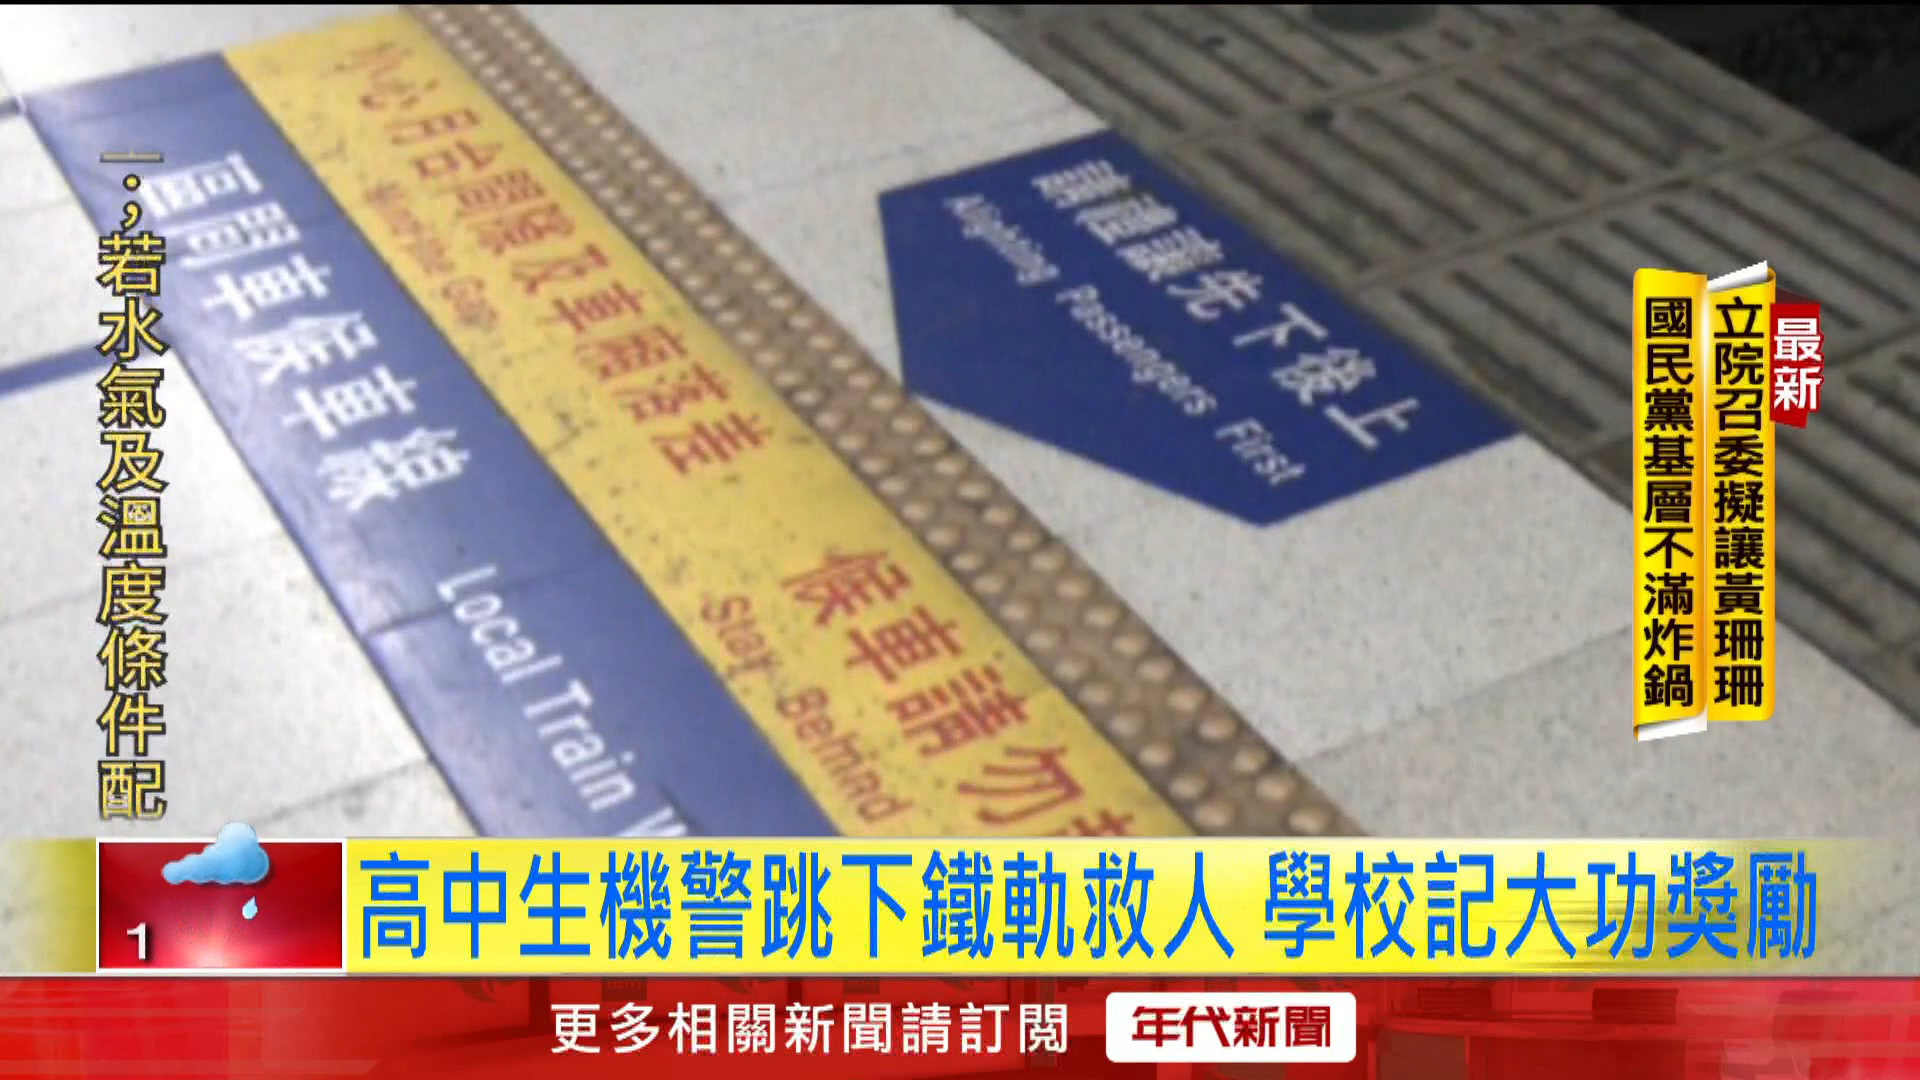 小心月台間隙及車廂落差
候車請勿
Stay Behind
區間車候車線
Local Train
請禮讓先下後上
Alighting Passengers First
；若水氣及溫度條件配
最新
立院召委擬讓黃珊珊
國民黨基層不滿炸鍋
1
高中生機警跳下鐵軌救人 學校記大功獎勵
更多相關新聞請訂閱
年代新聞